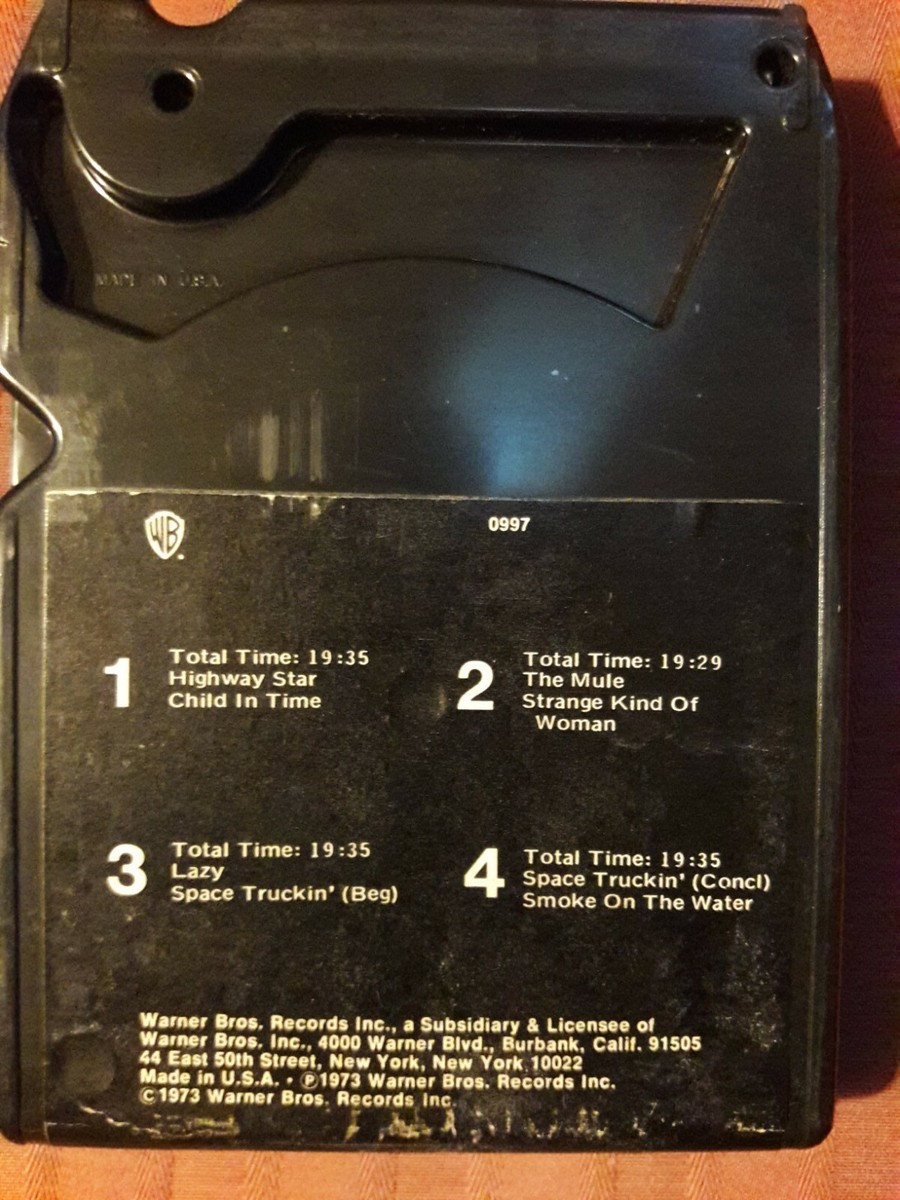 MADE IN U.S.A.
WB
0997
1
Total Time: 19:35
Highway Star
Child In Time
2
Total Time: 19:29
The Mule
Strange Kind Of
Woman
3
Total Time: 19:35
Lazy
Space Truckin' (Beg)
4
Total Time: 19:35
Space Truckin' (Concl)
Smoke On The Water
Warner Bros. Records Inc., a Subsidiary & Licensee of
Warner Bros. Inc., 4000 Warner Blvd., Burbank, Calif. 91505
44 East 50th Street, New York, New York 10022
Made in U.S.A. • ℗1973 Warner Bros. Records Inc.
©1973 Warner Bros. Records Inc.